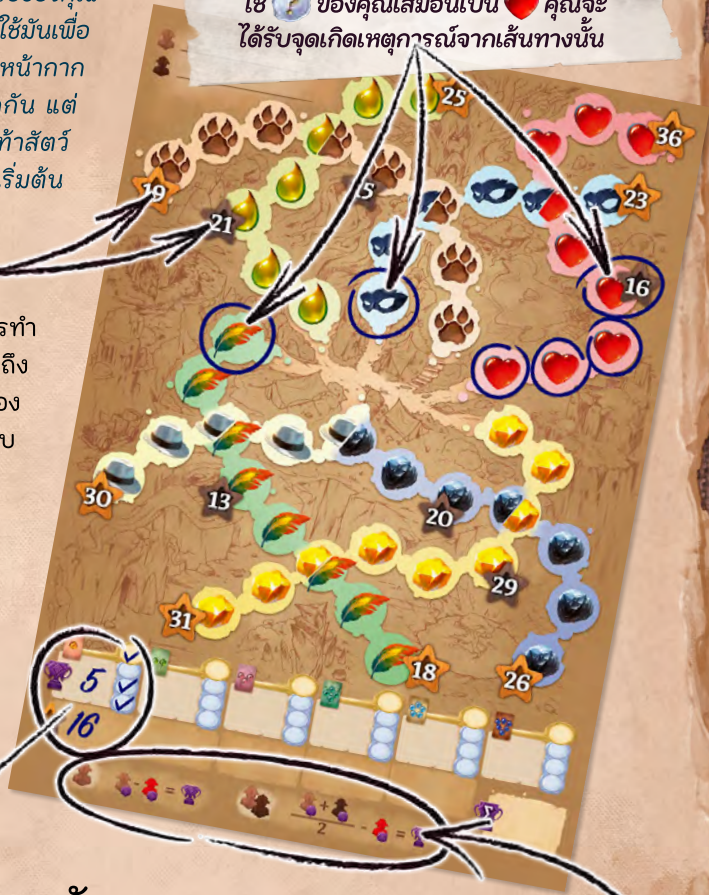 ใช้ ? ของคุณเสมือนเป็น ❤ คุณจะ
ได้รับจุดเกิดเหตุการณ์จากเส้นทางนั้น
ใช้มันเพื่อ
หน้ากาก
กัน แต่
ท้าสัตว์
เริ่มต้น
รทำ
ถึง
อง
บ
25
36
19
5
23
21
16
30
13
20
29
31
18
26
5
16
- =
+
2
- =